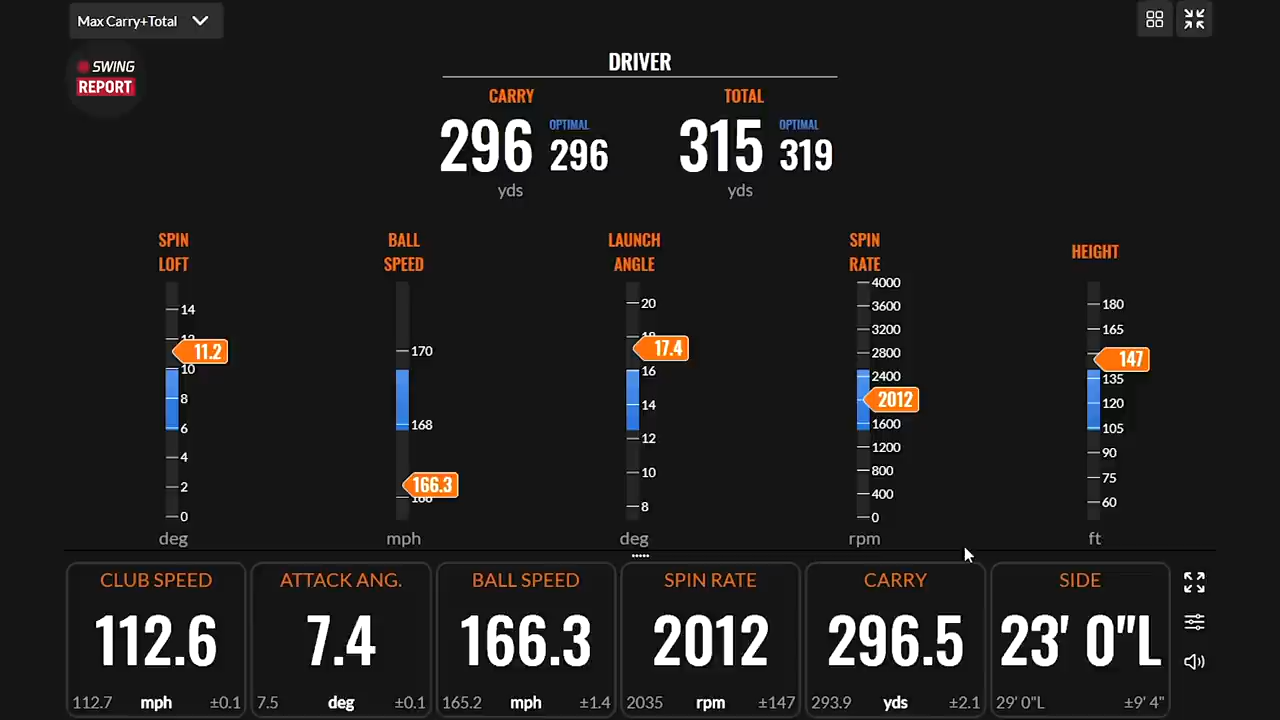 Max Carry+Total
SWING
REPORT
DRIVER
CARRY
TOTAL
296
OPTIMAL
296
315
OPTIMAL
319
yds
yds
SPIN
LOFT
BALL
SPEED
LAUNCH
ANGLE
SPIN
RATE
HEIGHT
14
12
11.2
10
8
6
4
2
0
deg
170
168
166.3
166
mph
20
18
17.4
16
14
12
10
8
deg
4000
3600
3200
2800
2400
2012
1600
1200
800
400
0
rpm
180
165
147
135
120
105
90
75
60
ft
CLUB SPEED
112.6
112.7 mph ±0.1
ATTACK ANG.
7.4
7.5 deg ±0.1
BALL SPEED
166.3
165.2 mph ±1.4
SPIN RATE
2012
2035 rpm ±147
CARRY
296.5
293.9 yds ±2.1
SIDE
23' 0"L
29' 0"L ±9' 4"